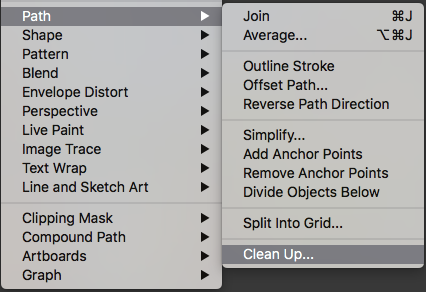 Path
Shape
Pattern
Blend
Envelope Distort
Perspective
Live Paint
Image Trace
Text Wrap
Line and Sketch Art
Clipping Mask
Compound Path
Artboards
Graph
Join ⌘J
Average... ⌥⌘J
Outline Stroke
Offset Path...
Reverse Path Direction
Simplify...
Add Anchor Points
Remove Anchor Points
Divide Objects Below
Split Into Grid...
Clean Up...